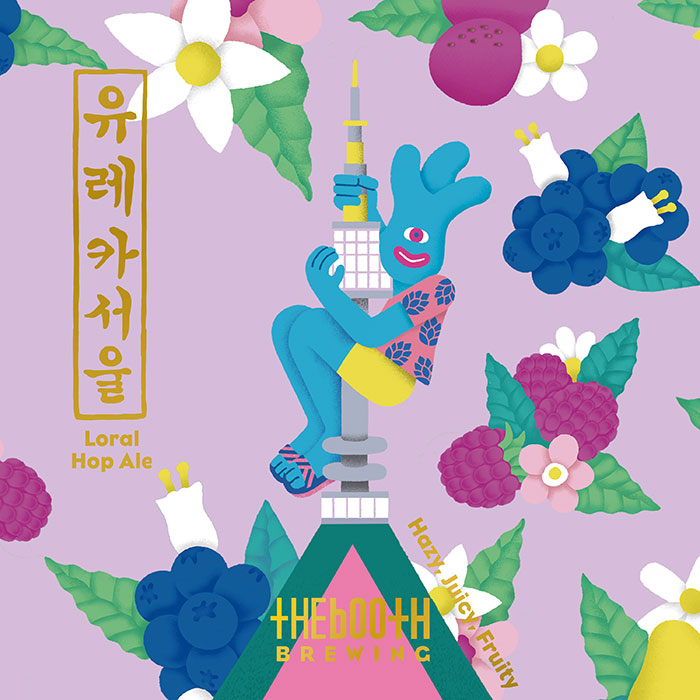 유레카서울
Loral
Hop Ale
Hazy, Juicy, Fruity
tHEbOOtH
BREWING